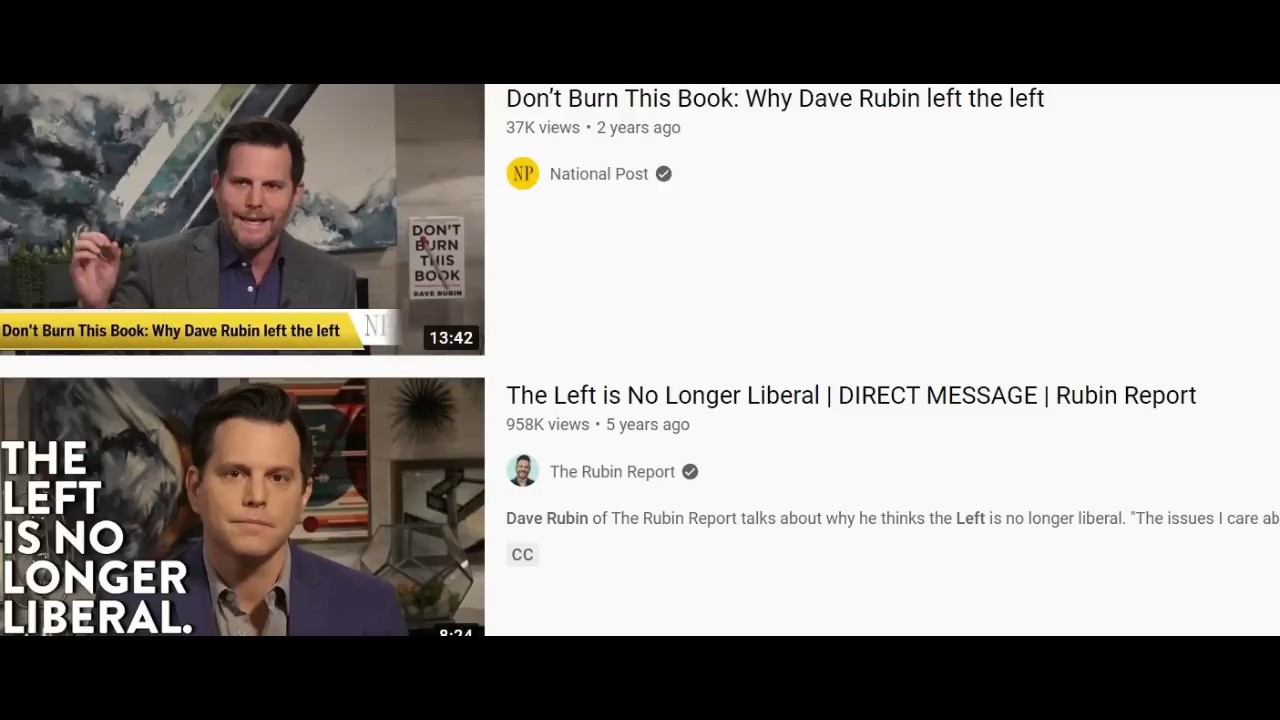 Don’t Burn This Book: Why Dave Rubin left the left
37K views • 2 years ago
NP National Post
DON'T
BURN
THIS
BOOK
DAVE RUBIN
Don't Burn This Book: Why Dave Rubin left the left
NP
13:42
The Left is No Longer Liberal | DIRECT MESSAGE | Rubin Report
958K views • 5 years ago
The Rubin Report
Dave Rubin of The Rubin Report talks about why he thinks the Left is no longer liberal. "The issues I care ab
CC
THE
LEFT
IS NO
LONGER
LIBERAL.
8:24